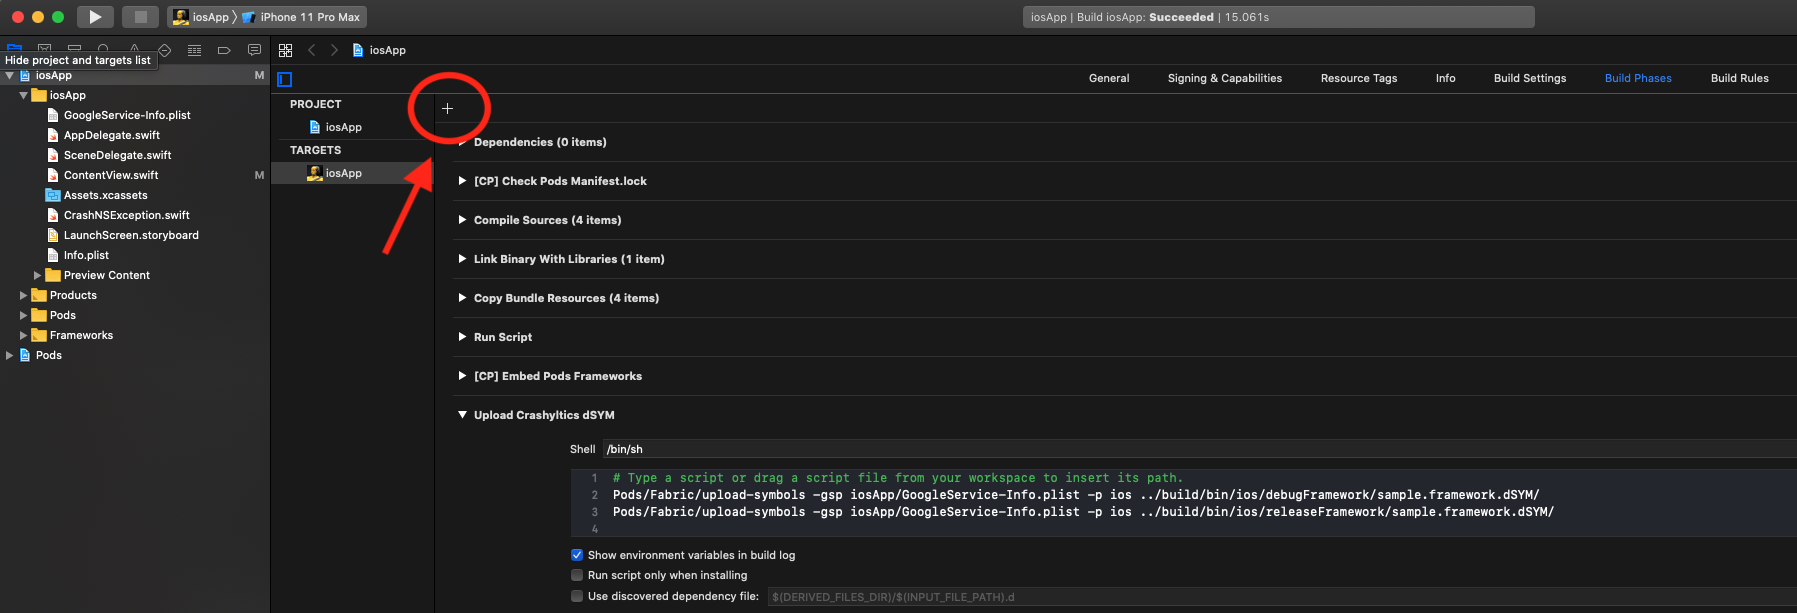 iosApp
iPhone 11 Pro Max
iosApp | Build iosApp: Succeeded | 15.061s
Hide project and targets list
iosApp
iosApp M
iosApp
GoogleService-Info.plist
AppDelegate.swift
SceneDelegate.swift
ContentView.swift M
Assets.xcassets
CrashNSException.swift
LaunchScreen.storyboard
Info.plist
Preview Content
Products
Pods
Frameworks
Pods
General Signing & Capabilities Resource Tags Info Build Settings Build Phases Build Rules
PROJECT
iosApp
TARGETS
iosApp
Dependencies (0 items)
[CP] Check Pods Manifest.lock
Compile Sources (4 items)
Link Binary With Libraries (1 item)
Copy Bundle Resources (4 items)
Run Script
[CP] Embed Pods Frameworks
Upload Crashyltics dSYM
Shell /bin/sh
1 # Type a script or drag a script file from your workspace to insert its path.
2 Pods/Fabric/upload-symbols -gsp iosApp/GoogleService-Info.plist -p ios ../build/bin/ios/debugFramework/sample.framework.dSYM/
3 Pods/Fabric/upload-symbols -gsp iosApp/GoogleService-Info.plist -p ios ../build/bin/ios/releaseFramework/sample.framework.dSYM/
4
Show environment variables in build log
Run script only when installing
Use discovered dependency file: $(DERIVED_FILES_DIR)/$(INPUT_FILE_PATH).d